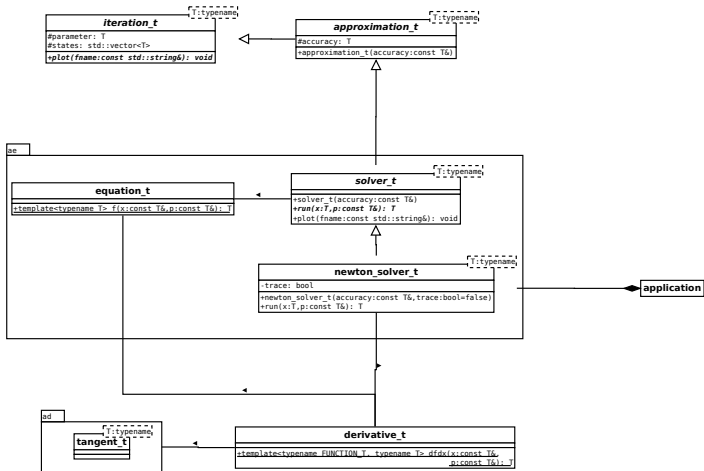 T:typename
iteration_t
#parameter: T
#states: std::vector<T>
+plot(fname:const std::string&): void
T:typename
approximation_t
#accuracy: T
+approximation_t(accuracy:const T&)
ae
equation_t
+template<typename T> f(x:const T&,p:const T&): T
T:typename
solver_t
+solver_t(accuracy:const T&)
+run(x:T,p:const T&): T
+plot(fname:const std::string&): void
T:typename
newton_solver_t
-trace: bool
+newton_solver_t(accuracy:const T&,trace:bool=false)
+run(x:T,p:const T&): T
application
ad
T:typename
tangent_t
derivative_t
+template<typename FUNCTION_T, typename T> dfdx(x:const T&,
p:const T&): T